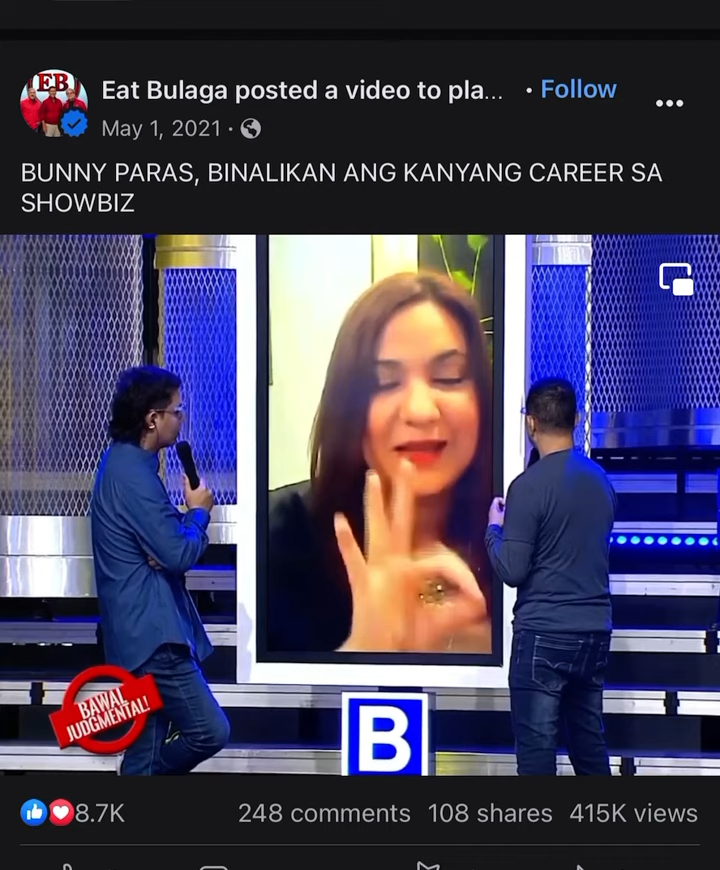 EB
Eat Bulaga posted a video to pla... · Follow
May 1, 2021 ·
BUNNY PARAS, BINALIKAN ANG KANYANG CAREER SA
SHOWBIZ
BAWAL
JUDGMENTAL!
B
8.7K 248 comments 108 shares 415K views